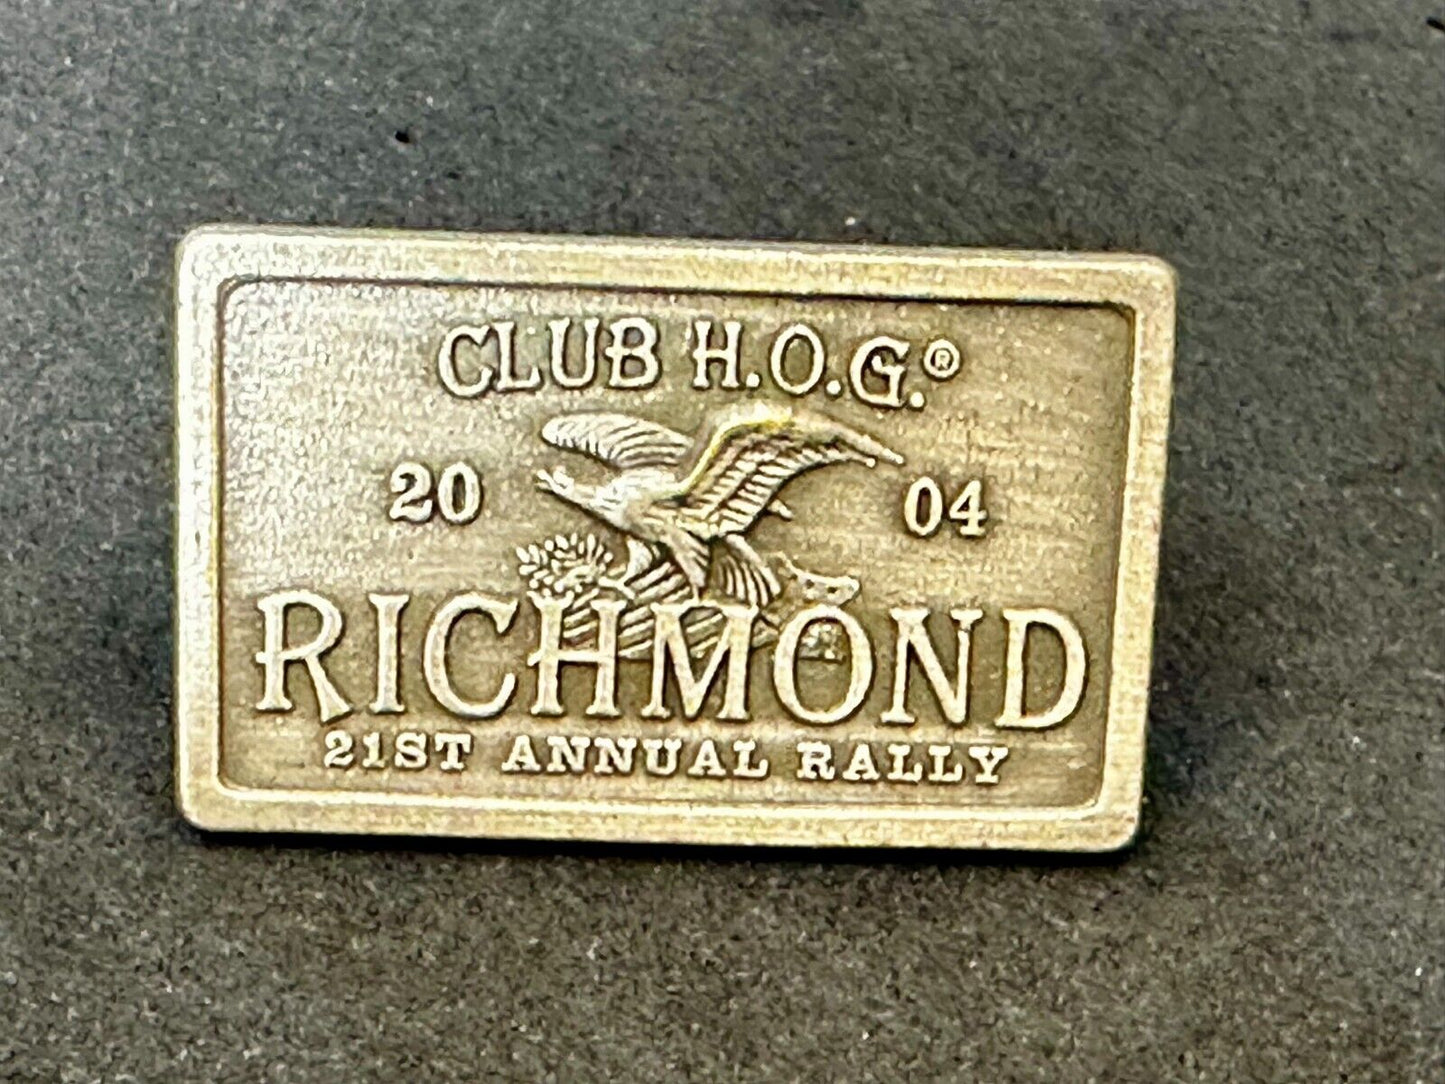 CLUB H.O.G.®
20 04
RICHMOND
21ST ANNUAL RALLY